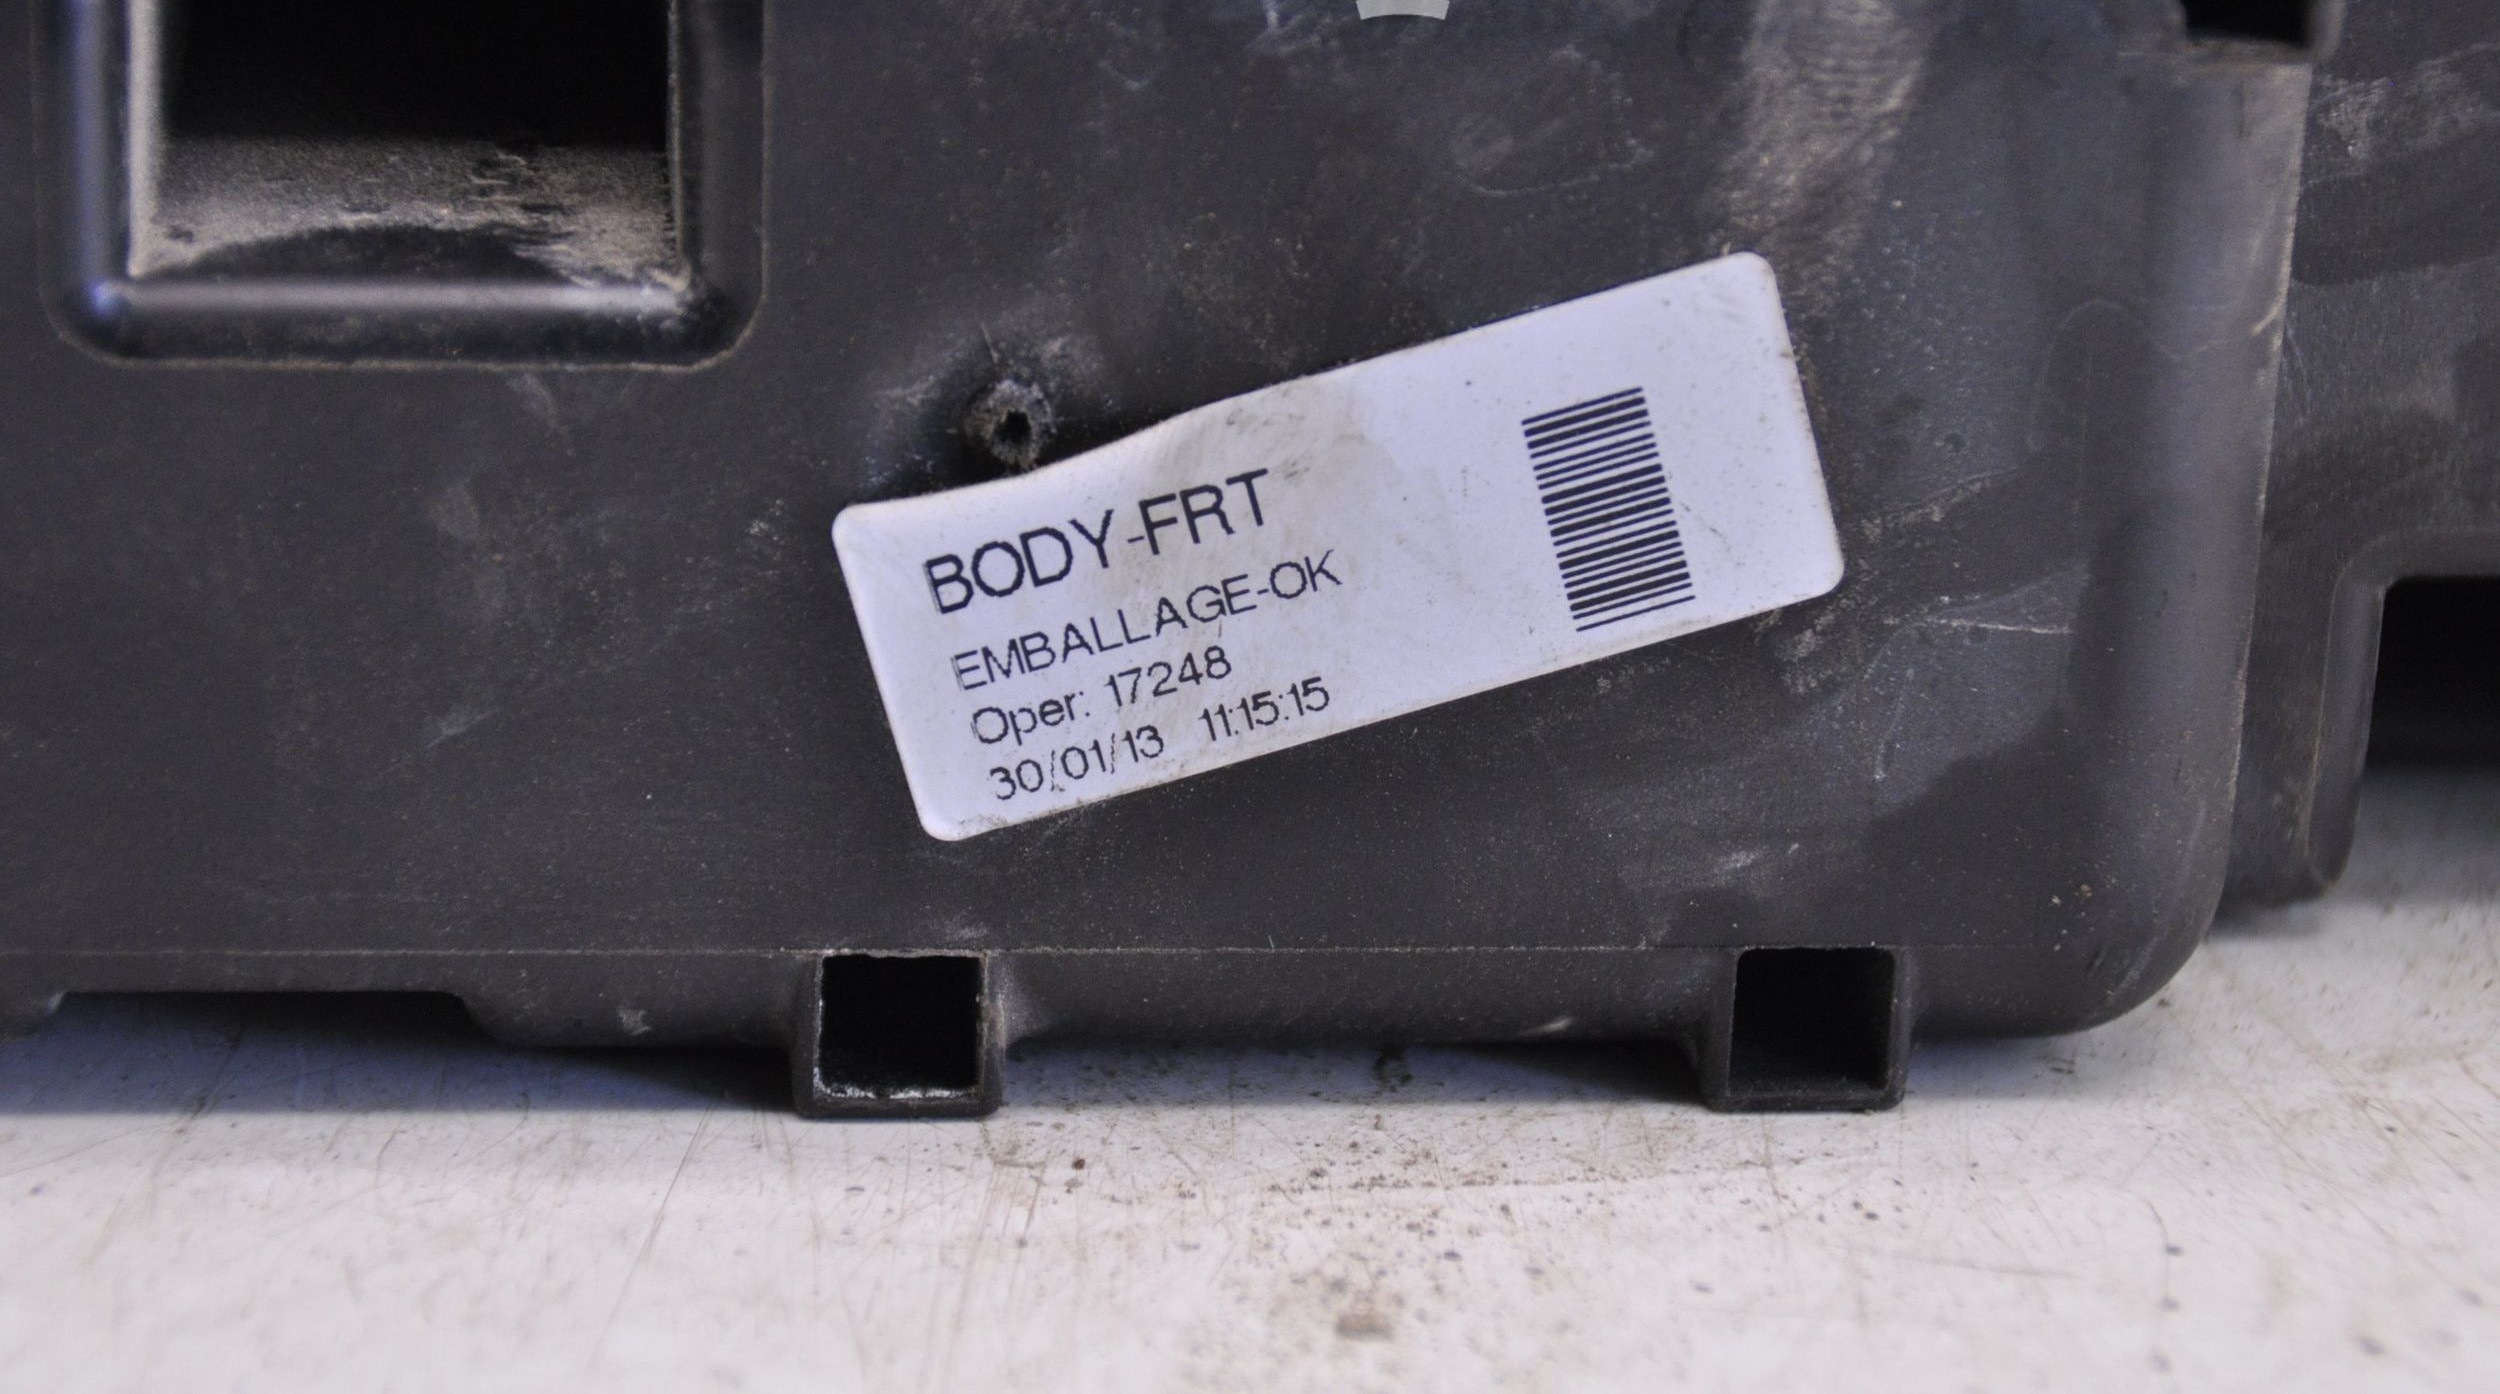 BODY-FRT
EMBALLAGE-OK
Oper: 17248
30/01/13 11:15:15